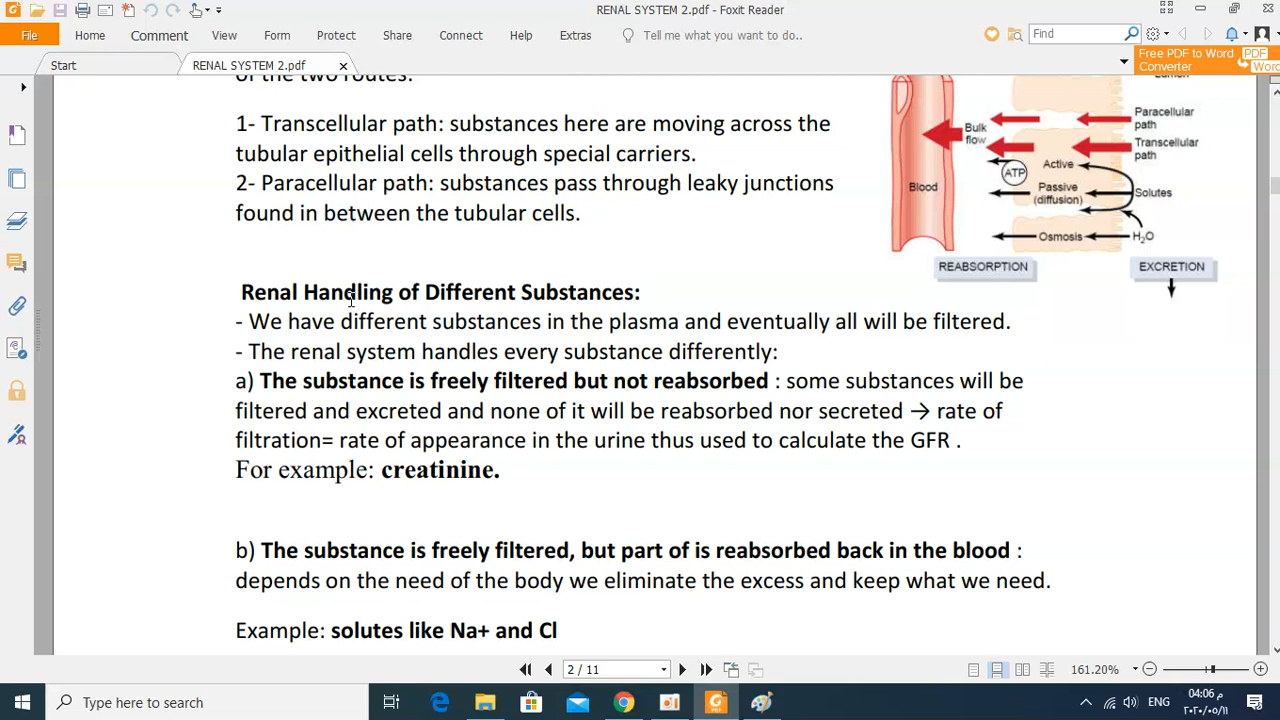 RENAL SYSTEM 2.pdf - Foxit Reader
File Home Comment View Form Protect Share Connect Help Extras Tell me what you want to do.. Find
Start RENAL SYSTEM 2.pdf
Free PDF to Word
Converter
PDF
Word
of the two routes.
1- Transcellular path: substances here are moving across the
tubular epithelial cells through special carriers.
2- Paracellular path: substances pass through leaky junctions
found in between the tubular cells.
Lumen
Paracellular
path
Transcellular
path
Bulk
flow
Active
ATP
Blood
Passive
(diffusion)
Solutes
Osmosis
H₂O
REABSORPTION
EXCRETION
Renal Handling of Different Substances:
- We have different substances in the plasma and eventually all will be filtered.
- The renal system handles every substance differently:
a) The substance is freely filtered but not reabsorbed : some substances will be
filtered and excreted and none of it will be reabsorbed nor secreted → rate of
filtration= rate of appearance in the urine thus used to calculate the GFR .
For example: creatinine.
b) The substance is freely filtered, but part of is reabsorbed back in the blood :
depends on the need of the body we eliminate the excess and keep what we need.
Example: solutes like Na+ and Cl
2 / 11
161.20%
Type here to search
ENG
04:06 م
٢٠٢٠/٠٥/١١